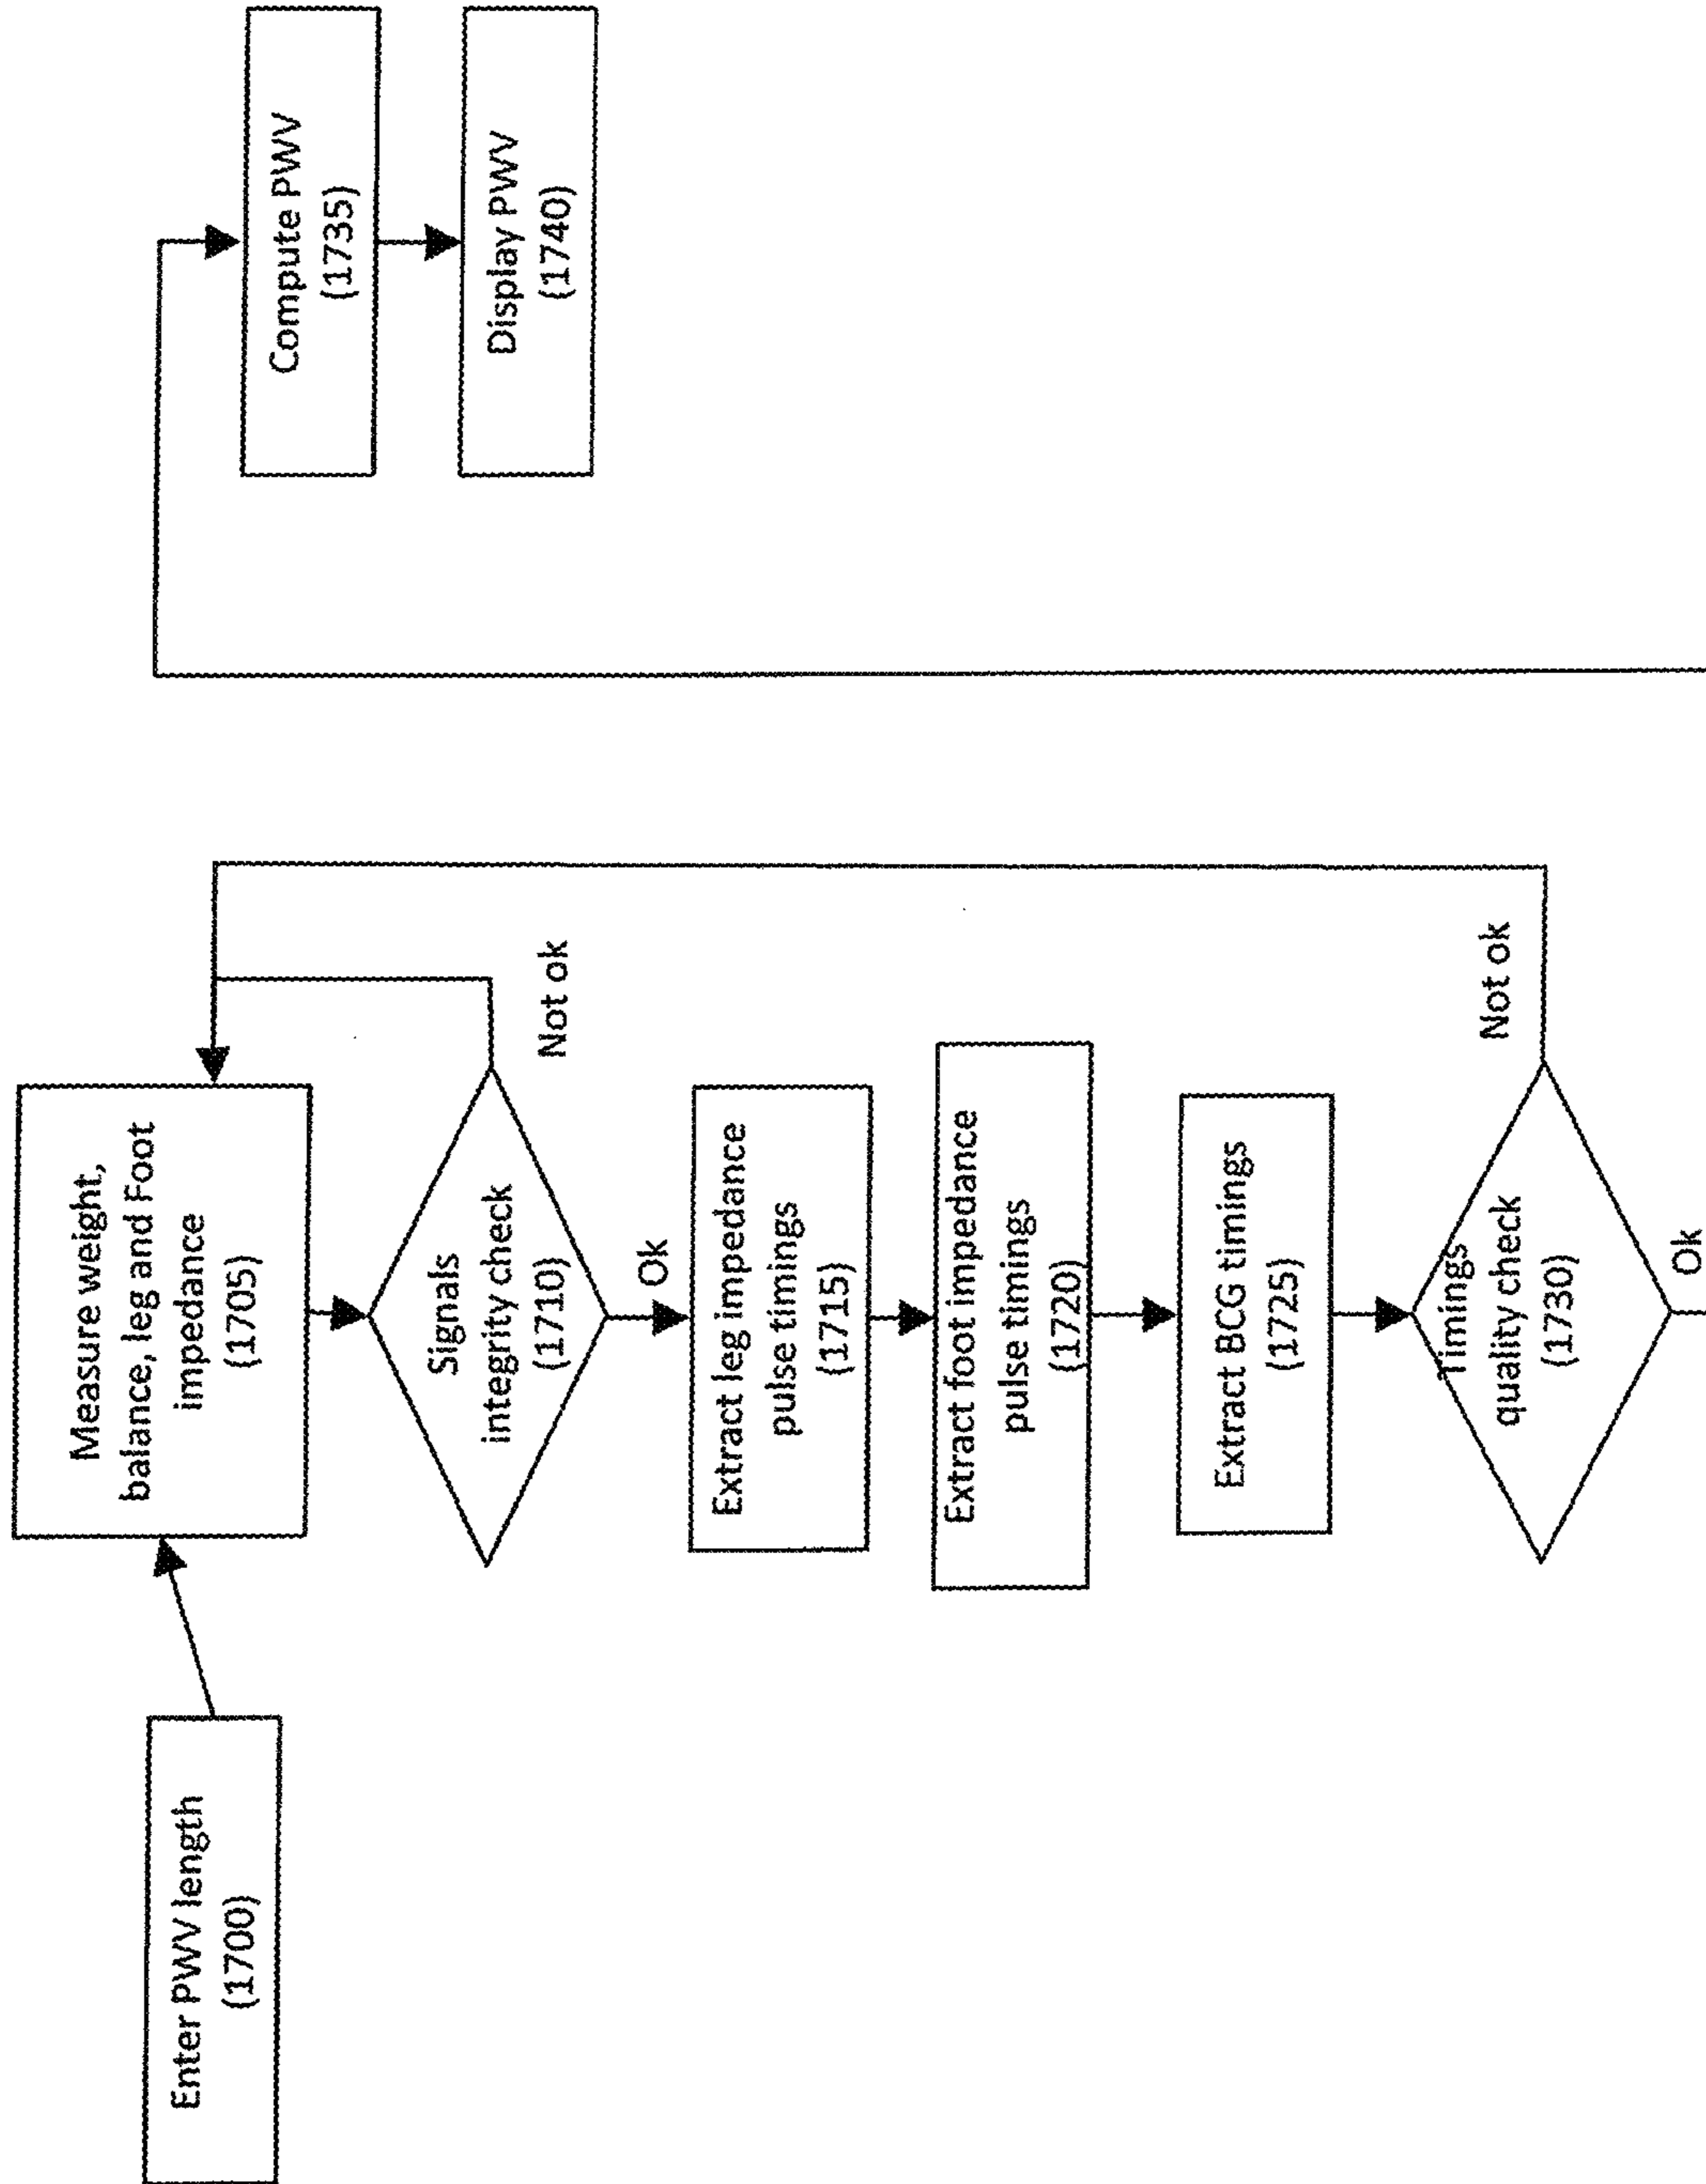 Enter PWV length
(1700)
Measure weight,
balance, leg and Foot
impedance
(1705)
Signals
integrity check
(1710)
Not ok
Ok
Extract leg impedance
pulse timings
(1715)
Extract foot impedance
pulse timings
(1720)
Extract BCG timings
(1725)
Timings
quality check
(1730)
Not ok
Ok
Compute PWV
(1735)
Display PWV
(1740)